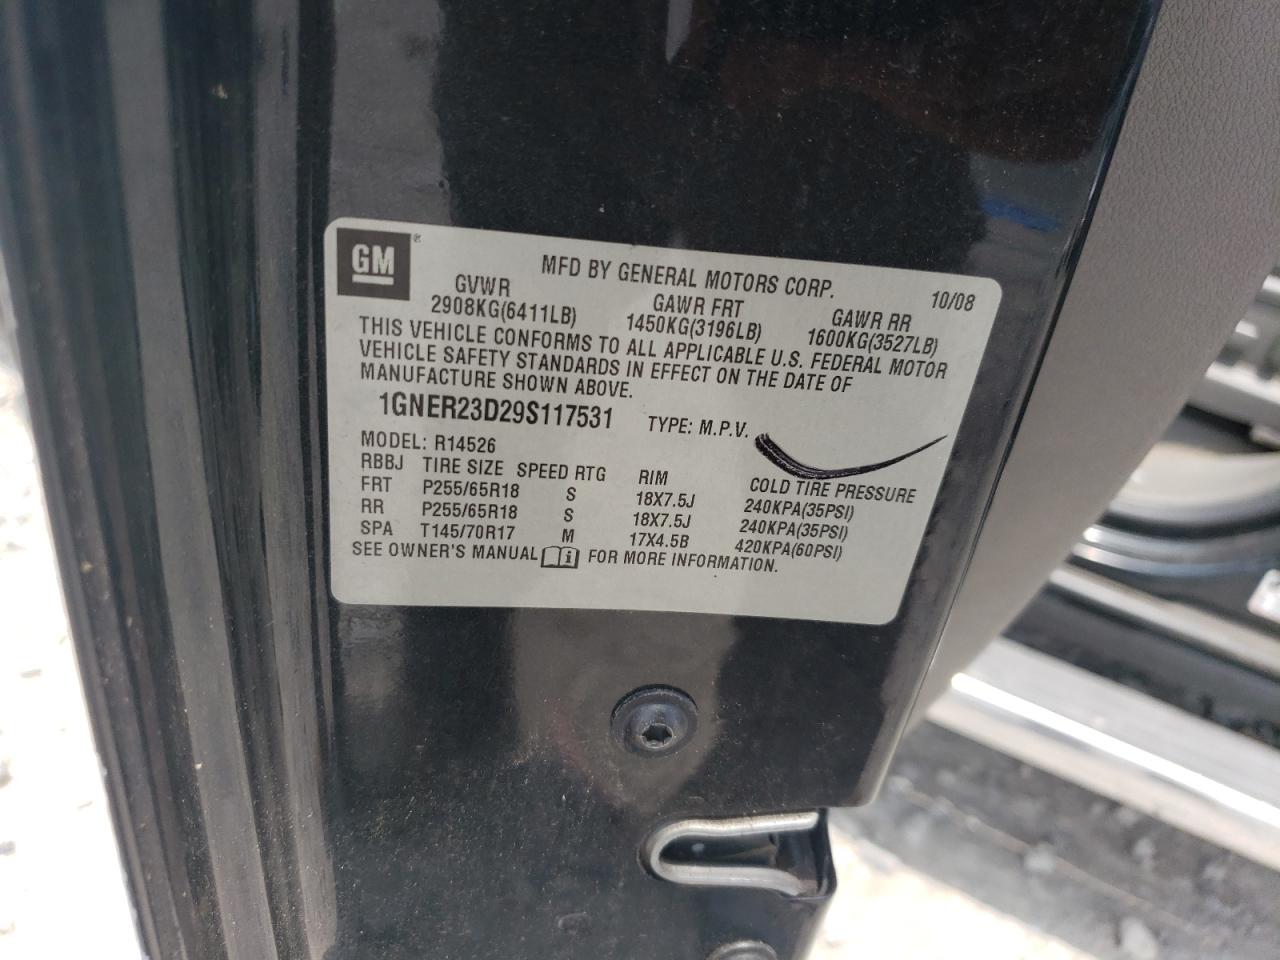 GM®
MFD BY GENERAL MOTORS CORP. 10/08
GVWR GAWR FRT GAWR RR
2908KG(6411LB) 1450KG(3196LB) 1600KG(3527LB)
THIS VEHICLE CONFORMS TO ALL APPLICABLE U.S. FEDERAL MOTOR
VEHICLE SAFETY STANDARDS IN EFFECT ON THE DATE OF
MANUFACTURE SHOWN ABOVE.
1GNER23D29S117531 TYPE: M.P.V.
MODEL: R14526
RBBJ TIRE SIZE SPEED RTG RIM COLD TIRE PRESSURE
FRT P255/65R18 S 18X7.5J 240KPA(35PSI)
RR P255/65R18 S 18X7.5J 240KPA(35PSI)
SPA T145/70R17 M 17X4.5B 420KPA(60PSI)
SEE OWNER'S MANUAL i FOR MORE INFORMATION.